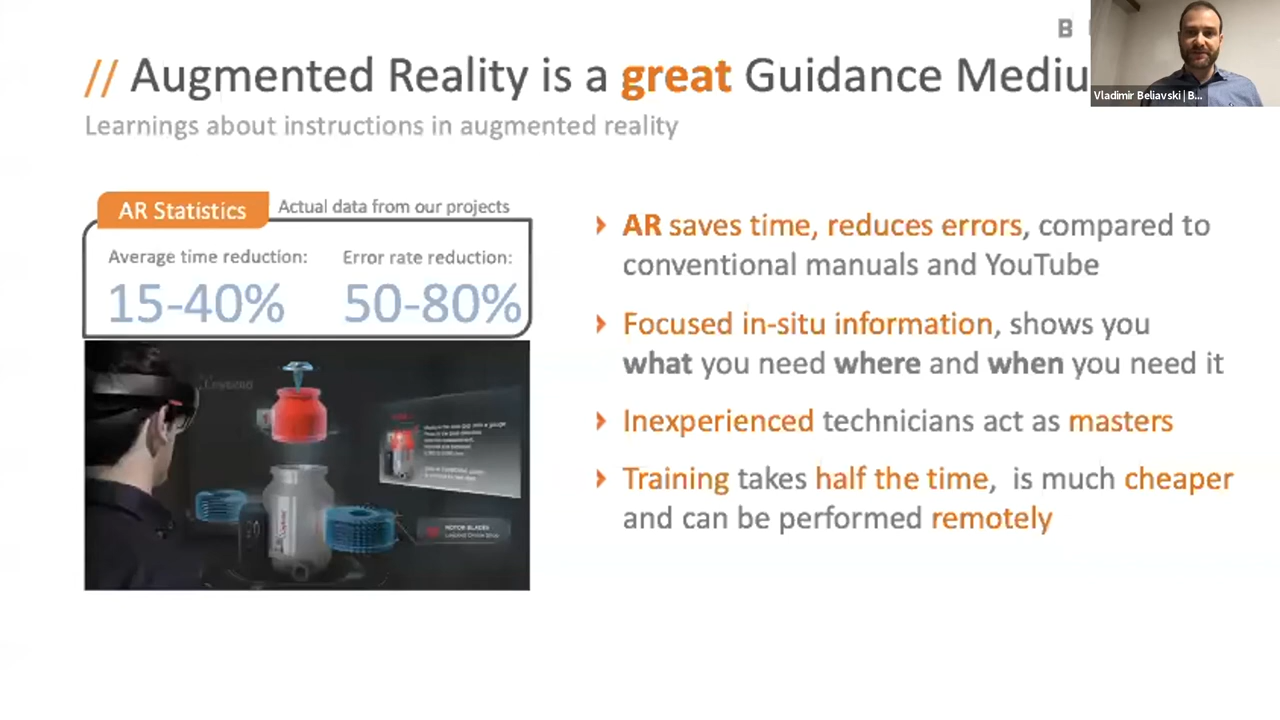 B
// Augmented Reality is a great Guidance Mediu
Vladimir Beliavski | B...
Learnings about instructions in augmented reality
AR Statistics
Actual data from our projects
Average time reduction:
Error rate reduction:
15-40%
50-80%
AR saves time, reduces errors, compared to
conventional manuals and YouTube
Focused in-situ information, shows you
what you need where and when you need it
Inexperienced technicians act as masters
Training takes half the time, is much cheaper
and can be performed remotely
ROTOR BLADES